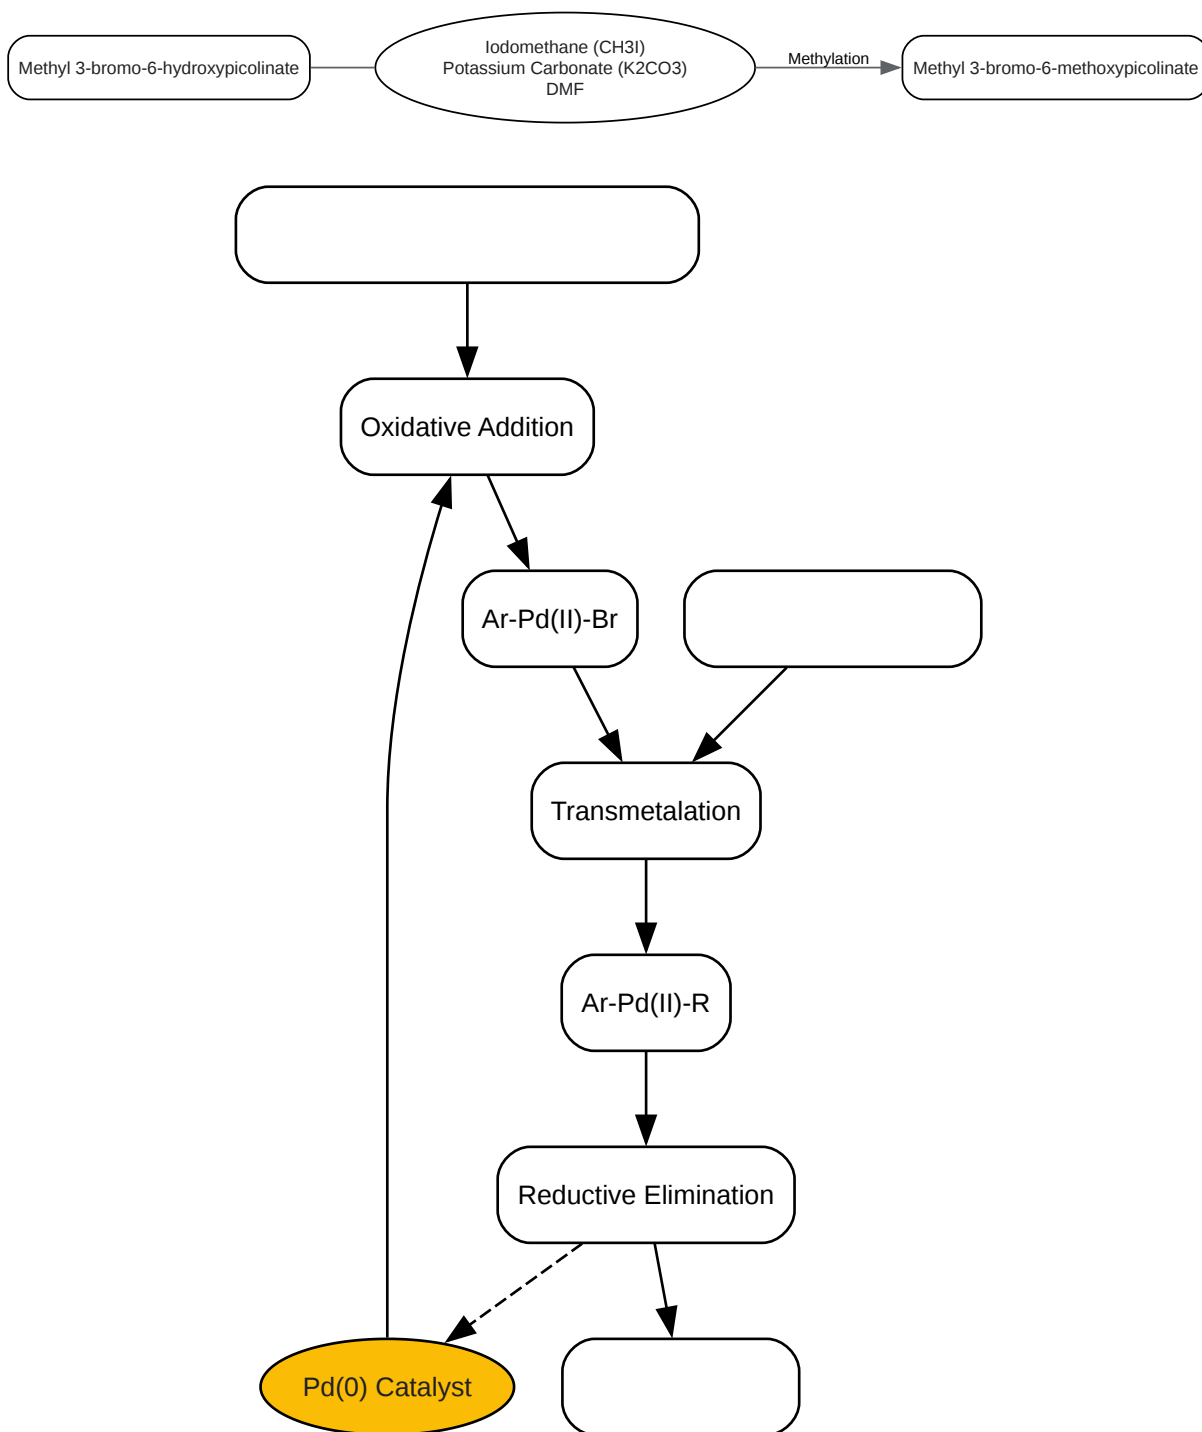 Methyl 3-bromo-6-hydroxypicolinate
Iodomethane (CH3I)
Potassium Carbonate (K2CO3)
DMF
Methylation
Methyl 3-bromo-6-methoxypicolinate
Oxidative Addition
Ar-Pd(II)-Br
Transmetalation
Ar-Pd(II)-R
Reductive Elimination
Pd(0) Catalyst